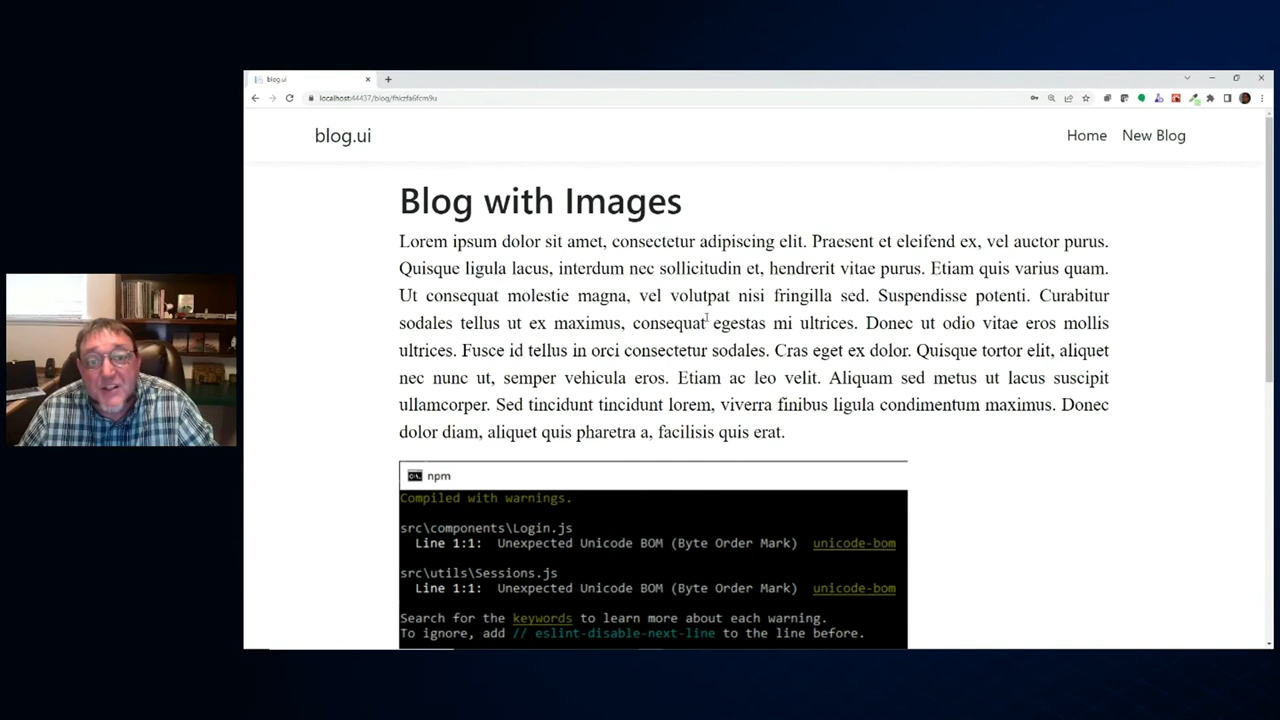 blog.ui
localhost:44437/blog/fhkzfa6fcm9u
blog.ui
Home
New Blog
Blog with Images
Lorem ipsum dolor sit amet, consectetur adipiscing elit. Praesent et eleifend ex, vel auctor purus.
Quisque ligula lacus, interdum nec sollicitudin et, hendrerit vitae purus. Etiam quis varius quam.
Ut consequat molestie magna, vel volutpat nisi fringilla sed. Suspendisse potenti. Curabitur
sodales tellus ut ex maximus, consequat egestas mi ultrices. Donec ut odio vitae eros mollis
ultrices. Fusce id tellus in orci consectetur sodales. Cras eget ex dolor. Quisque tortor elit, aliquet
nec nunc ut, semper vehicula eros. Etiam ac leo velit. Aliquam sed metus ut lacus suscipit
ullamcorper. Sed tincidunt tincidunt lorem, viverra finibus ligula condimentum maximus. Donec
dolor diam, aliquet quis pharetra a, facilisis quis erat.
npm
Compiled with warnings.
src\components\Login.js
Line 1:1: Unexpected Unicode BOM (Byte Order Mark) unicode-bom
src\utils\Sessions.js
Line 1:1: Unexpected Unicode BOM (Byte Order Mark) unicode-bom
Search for the keywords to learn more about each warning.
To ignore, add // eslint-disable-next-line to the line before.